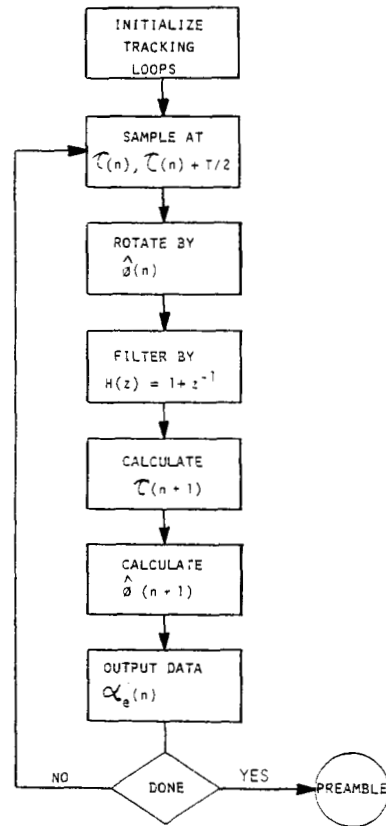 INITIALIZE
TRACKING
LOOPS
SAMPLE AT
τ(n), τ(n) + T/2
ROTATE BY
ø̂(n)
FILTER BY
H(z) = 1 + z⁻¹
CALCULATE
τ(n + 1)
CALCULATE
ø̂ (n + 1)
OUTPUT DATA
αₑ(n)
NO
DONE
YES
PREAMBLE